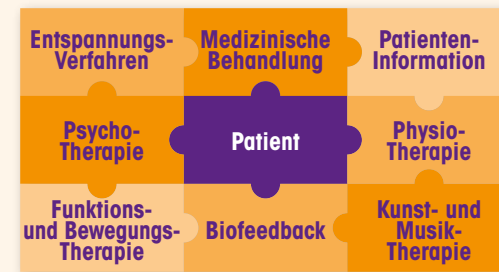 Entspannungs-
Verfahren
Medizinische
Behandlung
Patienten-
Information
Psycho-
Therapie
Patient
Physio-
Therapie
Funktions-
und Bewegungs-
Therapie
Biofeedback
Kunst- und
Musik-
Therapie